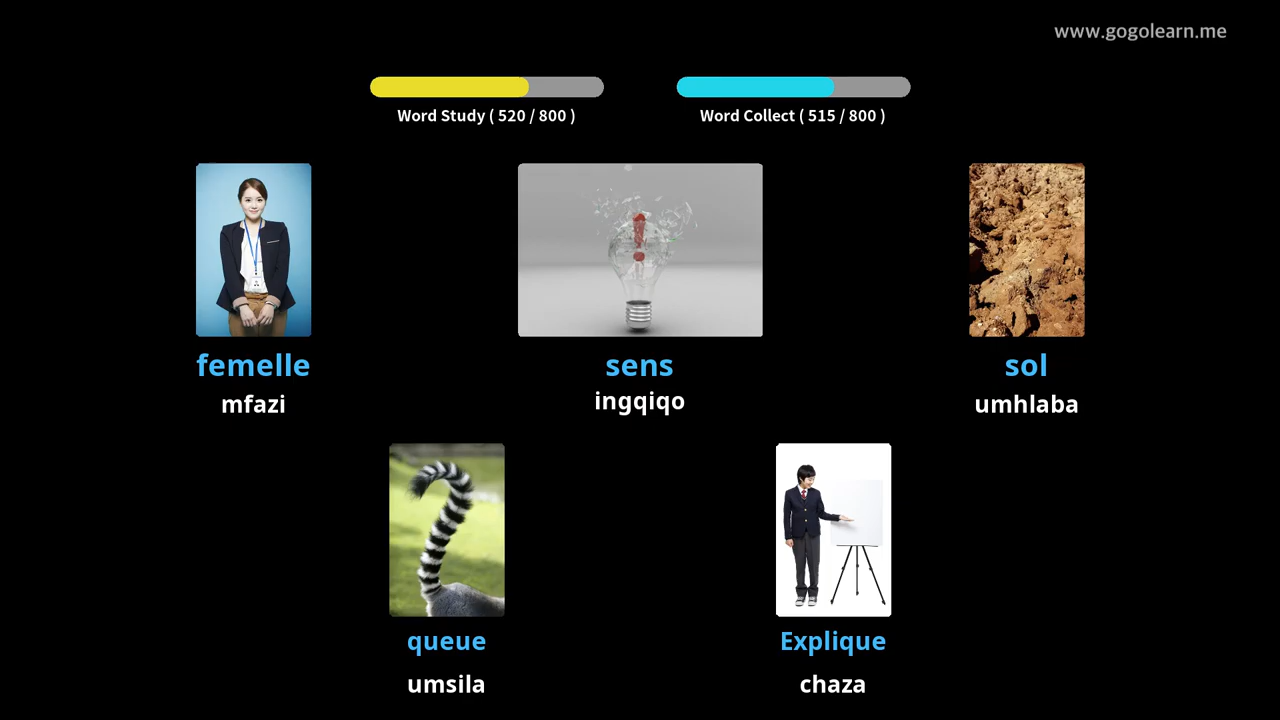 www.gogolearn.me
Word Study ( 520 / 800 )
Word Collect ( 515 / 800 )
femelle
mfazi
sens
ingqiqo
sol
umhlaba
queue
umsila
Explique
chaza